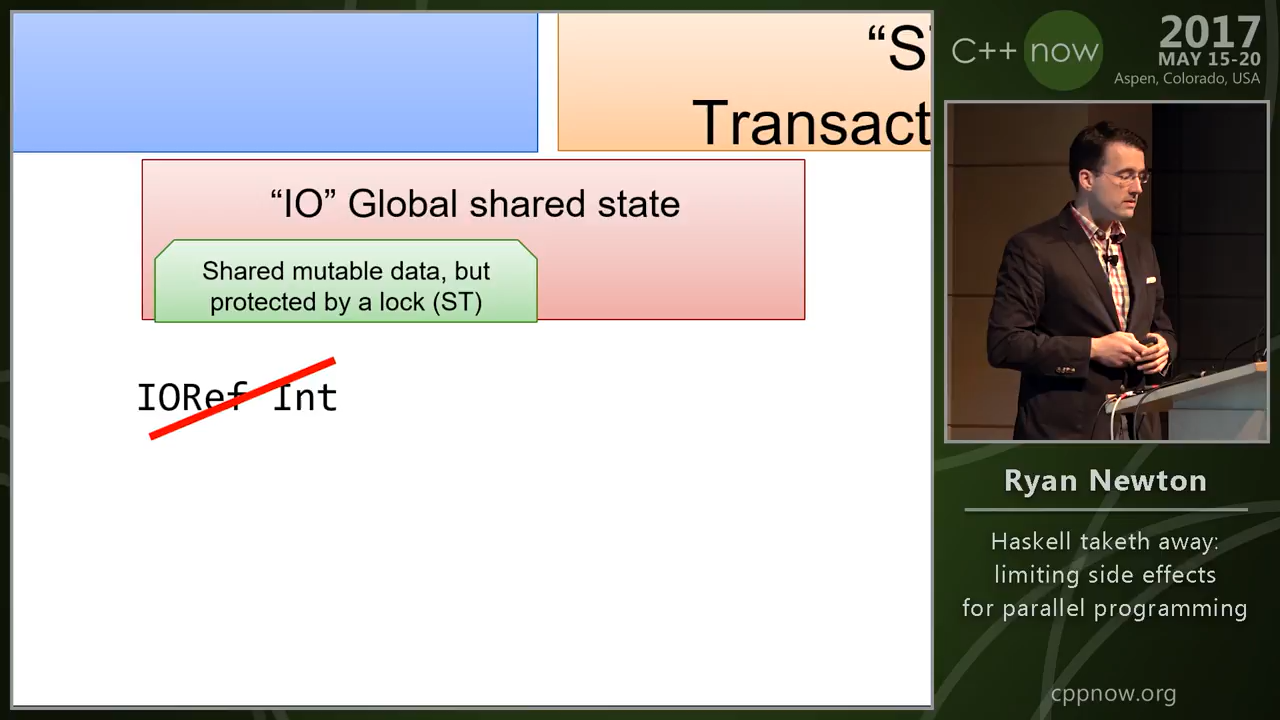 “S
Transact
“IO” Global shared state
Shared mutable data, but
protected by a lock (ST)
IORef Int
C++ now
2017
MAY 15-20
Aspen, Colorado, USA
Ryan Newton
Haskell taketh away:
limiting side effects
for parallel programming
cppnow.org